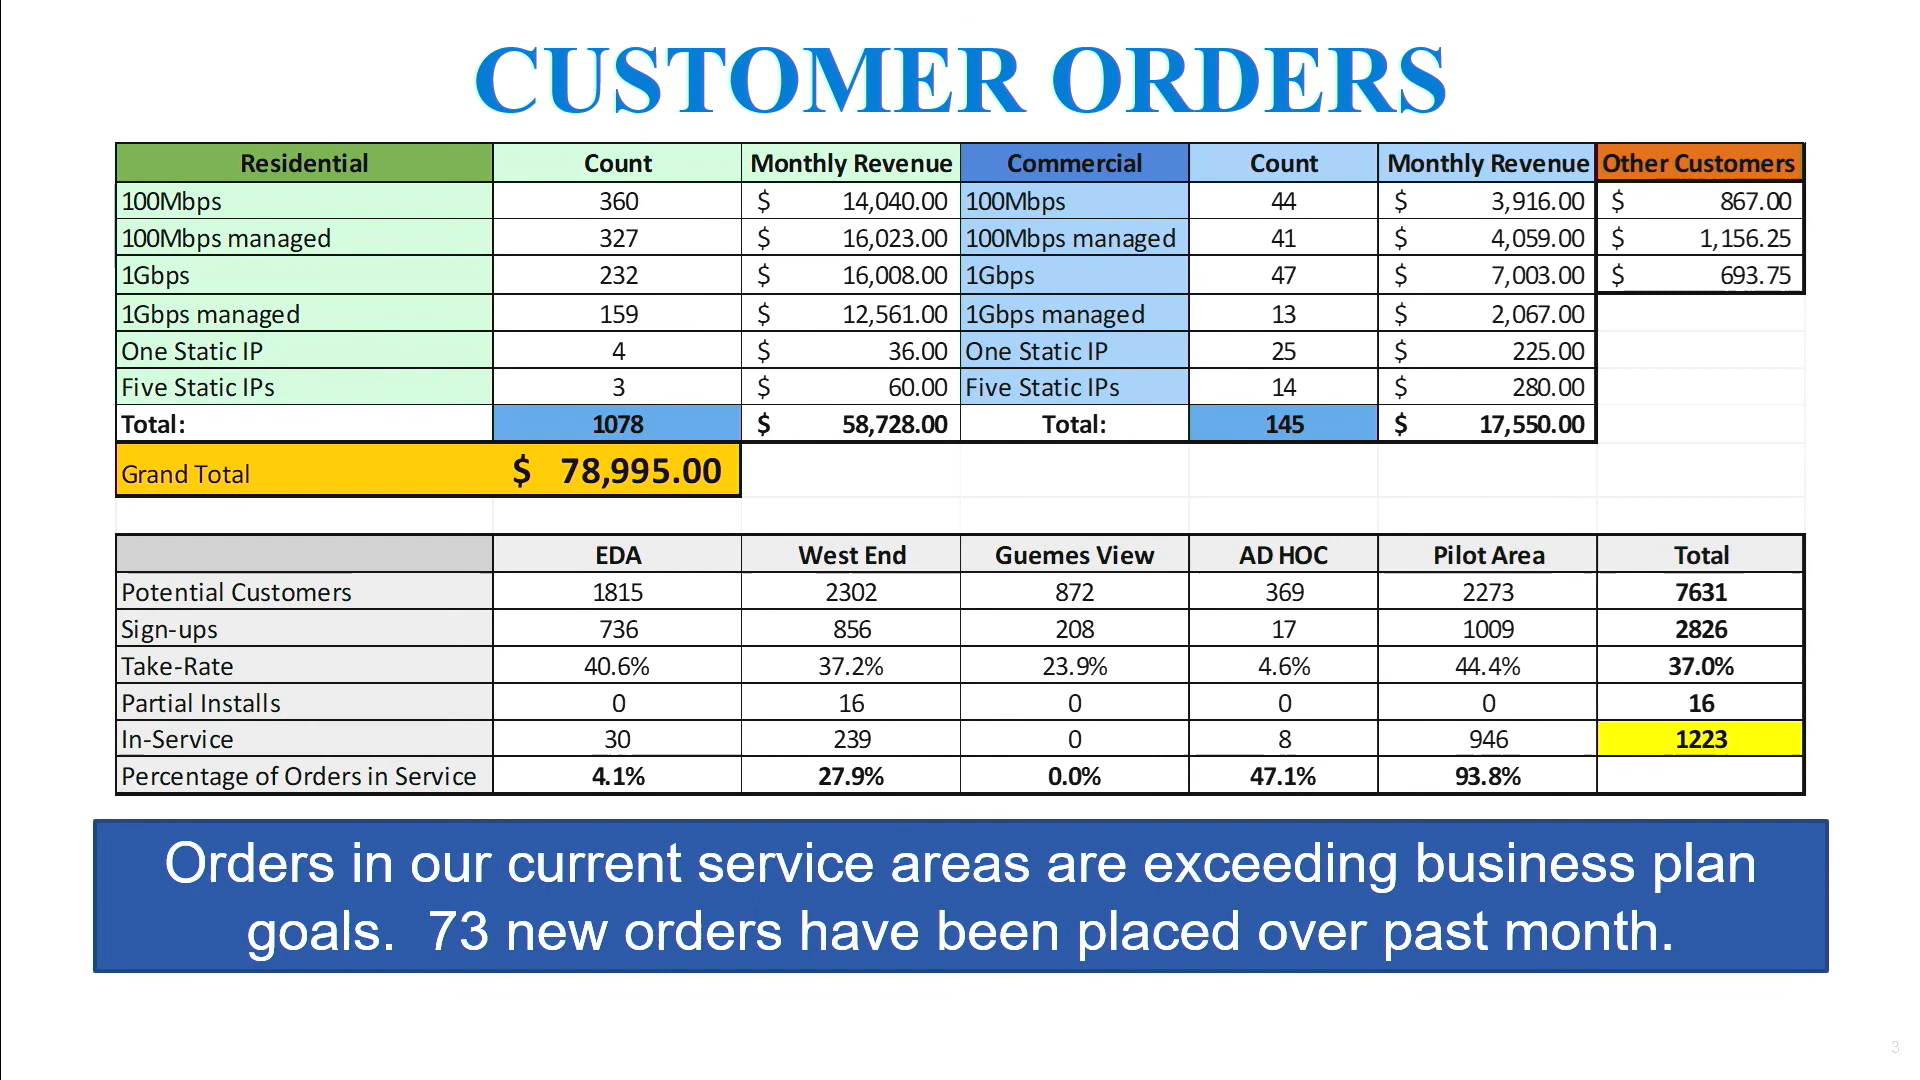 CUSTOMER ORDERS
Residential Count Monthly Revenue Commercial Count Monthly Revenue Other Customers
100Mbps 360 $ 14,040.00 100Mbps 44 $ 3,916.00 $ 867.00
100Mbps managed 327 $ 16,023.00 100Mbps managed 41 $ 4,059.00 $ 1,156.25
1Gbps 232 $ 16,008.00 1Gbps 47 $ 7,003.00 $ 693.75
1Gbps managed 159 $ 12,561.00 1Gbps managed 13 $ 2,067.00
One Static IP 4 $ 36.00 One Static IP 25 $ 225.00
Five Static IPs 3 $ 60.00 Five Static IPs 14 $ 280.00
Total: 1078 $ 58,728.00 Total: 145 $ 17,550.00
Grand Total $ 78,995.00
EDA West End Guemes View AD HOC Pilot Area Total
Potential Customers 1815 2302 872 369 2273 7631
Sign-ups 736 856 208 17 1009 2826
Take-Rate 40.6% 37.2% 23.9% 4.6% 44.4% 37.0%
Partial Installs 0 16 0 0 0 16
In-Service 30 239 0 8 946 1223
Percentage of Orders in Service 4.1% 27.9% 0.0% 47.1% 93.8%
Orders in our current service areas are exceeding business plan
goals. 73 new orders have been placed over past month.
3